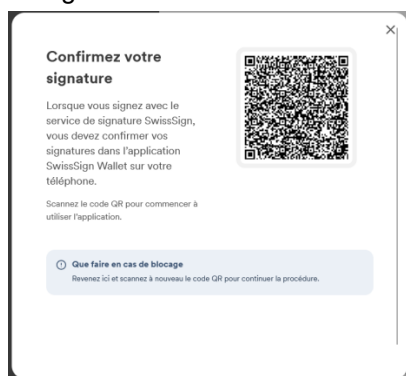 Confirmez votre
signature
Lorsque vous signez avec le
service de signature SwissSign,
vous devez confirmer vos
signatures dans l'application
SwissSign Wallet sur votre
téléphone.
Scannez le code QR pour commencer à
utiliser l'application.
Que faire en cas de blocage
Revenez ici et scannez à nouveau le code QR pour continuer la procédure.